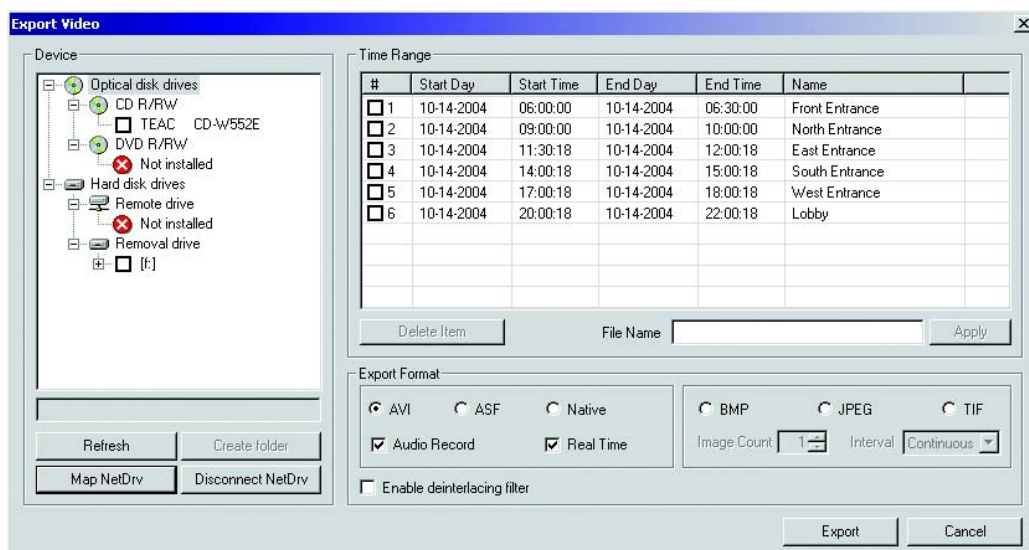 Export Video
Device
Optical disk drives
CD R/RW
TEAC CD-W552E
DVD R/RW
Not installed
Hard disk drives
Remote drive
Not installed
Removal drive
[f:]
Refresh
Create folder
Map NetDrv
Disconnect NetDrv
Time Range
# Start Day Start Time End Day End Time Name
1 10-14-2004 06:00:00 10-14-2004 06:30:00 Front Entrance
2 10-14-2004 09:00:00 10-14-2004 10:00:00 North Entrance
3 10-14-2004 11:30:18 10-14-2004 12:00:18 East Entrance
4 10-14-2004 14:00:18 10-14-2004 15:00:18 South Entrance
5 10-14-2004 17:00:18 10-14-2004 18:00:18 West Entrance
6 10-14-2004 20:00:18 10-14-2004 22:00:18 Lobby
Delete Item File Name Apply
Export Format
AVI ASF Native
Audio Record Real Time
BMP JPEG TIF
Image Count 1 Interval Continuous
Enable deinterlacing filter
Export Cancel